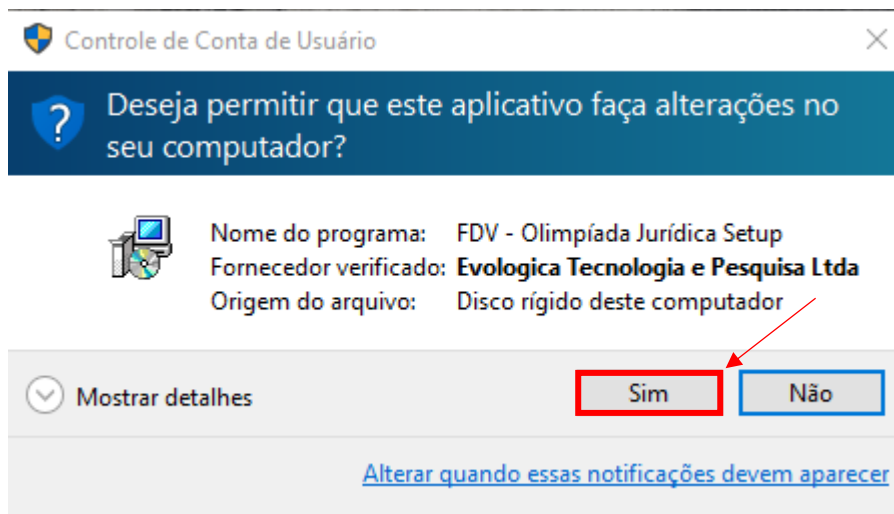 Controle de Conta de Usuário
Deseja permitir que este aplicativo faça alterações no
seu computador?
Nome do programa: FDV - Olimpíada Jurídica Setup
Fornecedor verificado: Evologica Tecnologia e Pesquisa Ltda
Origem do arquivo: Disco rígido deste computador
Mostrar detalhes
Sim
Não
Alterar quando essas notificações devem aparecer